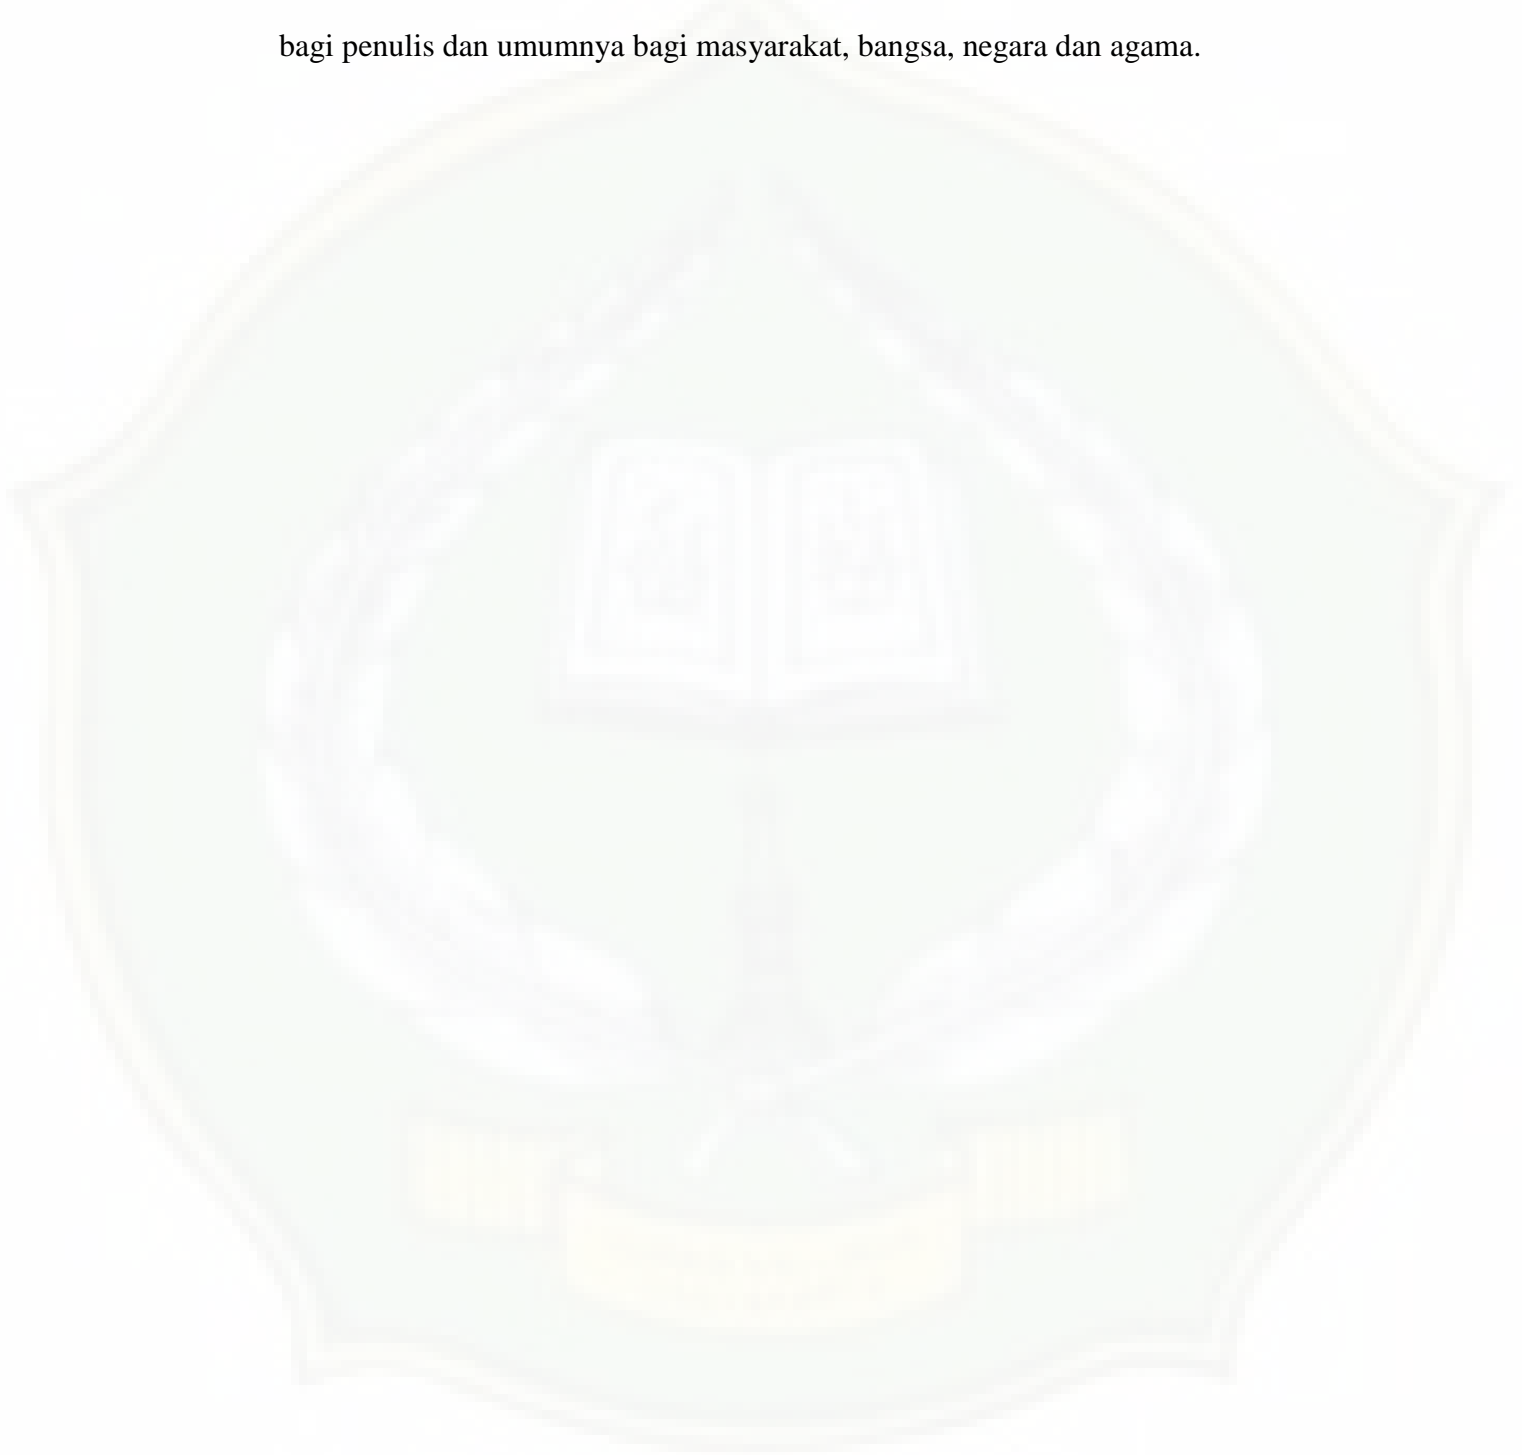 bagi penulis dan umumnya bagi masyarakat, bangsa, negara dan agama.